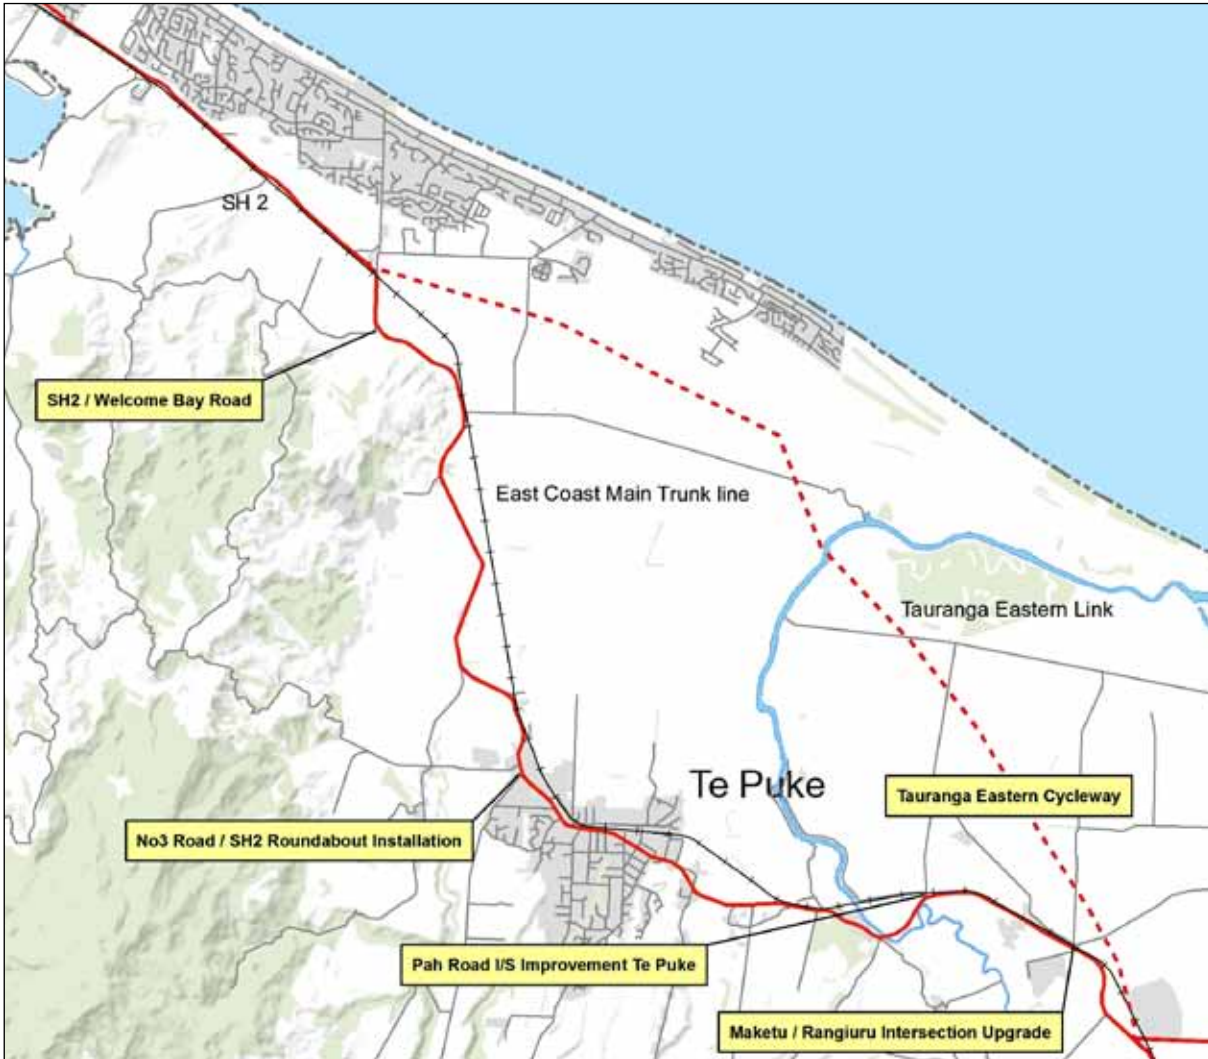 SH 2
SH2 / Welcome Bay Road
East Coast Main Trunk line
Tauranga Eastern Link
Te Puke
Tauranga Eastern Cycleway
No3 Road / SH2 Roundabout Installation
Pah Road I/S Improvement Te Puke
Maketu / Rangiuru Intersection Upgrade